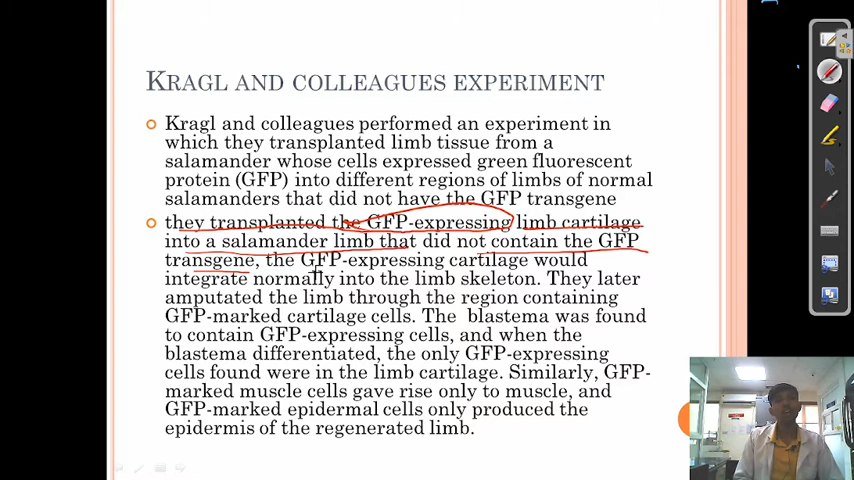 KRAGL AND COLLEAGUES EXPERIMENT
Kragl and colleagues performed an experiment in
which they transplanted limb tissue from a
salamander whose cells expressed green fluorescent
protein (GFP) into different regions of limbs of normal
salamanders that did not have the GFP transgene
they transplanted the GFP-expressing limb cartilage
into a salamander limb that did not contain the GFP
transgene, the GFP-expressing cartilage would
integrate normally into the limb skeleton. They later
amputated the limb through the region containing
GFP-marked cartilage cells. The blastema was found
to contain GFP-expressing cells, and when the
blastema differentiated, the only GFP-expressing
cells found were in the limb cartilage. Similarly, GFP-
marked muscle cells gave rise only to muscle, and
GFP-marked epidermal cells only produced the
epidermis of the regenerated limb.